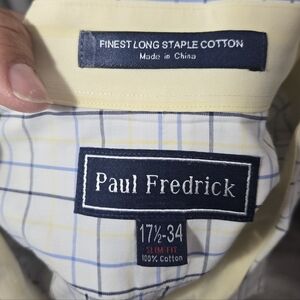 FINEST LONG STAPLE COTTON
Made in China
Paul Fredrick
17½-34
SLIM FIT
100% Cotton